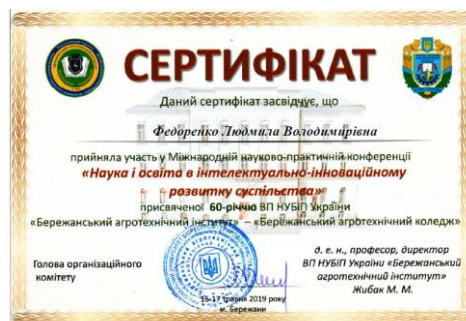 СЕРТИФІКАТ
Даний сертифікат засвідчує, що
Федоренко Людмила Володимирівна
прийняла участь у Міжнародній науково-практичній конференції
«Наука і освіта в інтелектуально-інноваційному
розвитку суспільства»
присвяченої 60-річчю ВП НУБіП України
«Бережанський агротехнічний інститут» – «Бережанський агротехнічний коледж»
Голова організаційного
комітету
д. е. н., професор, директор
ВП НУБіП України «Бережанський
агротехнічний інститут»
Жибак М. М.
16-17 травня 2019 року
м. Бережани